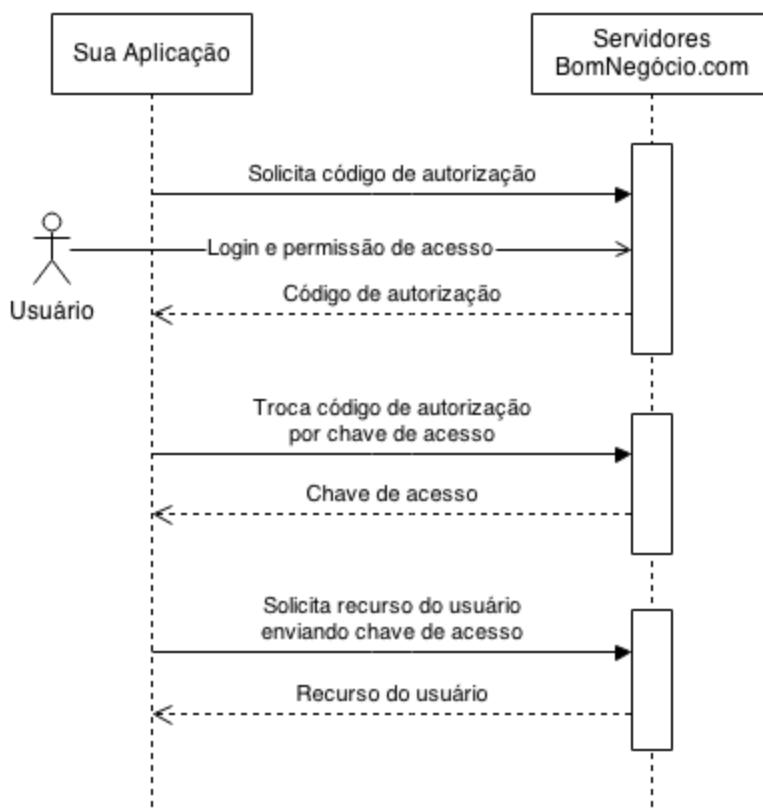 Sua Aplicação
Servidores
BomNegócio.com
Solicita código de autorização
Login e permissão de acesso
Usuário
Código de autorização
Troca código de autorização
por chave de acesso
Chave de acesso
Solicita recurso do usuário
enviando chave de acesso
Recurso do usuário